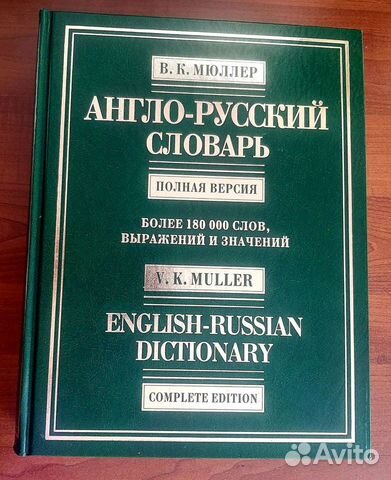 В. К. МЮЛЛЕР
АНГЛО-РУССКИЙ
СЛОВАРЬ
ПОЛНАЯ ВЕРСИЯ
БОЛЕЕ 180 000 СЛОВ,
ВЫРАЖЕНИЙ И ЗНАЧЕНИЙ
V. K. MULLER
ENGLISH-RUSSIAN
DICTIONARY
COMPLETE EDITION
Avito